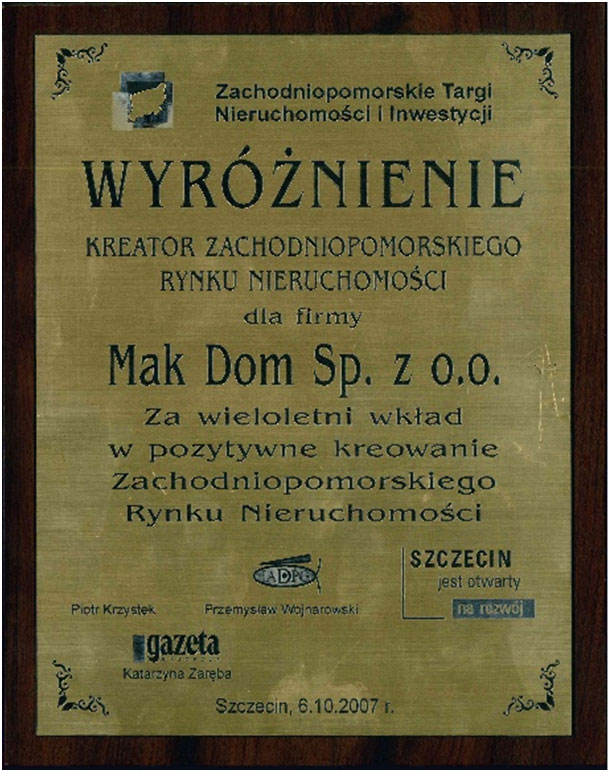 Zachodniopomorskie Targi
Nieruchomości i Inwestycji
WYRÓŻNIENIE
KREATOR ZACHODNIOPOMORSKIEGO
RYNKU NIERUCHOMOŚCI
dla firmy
Mak Dom Sp. z o.o.
Za wieloletni wkład
w pozytywne kreowanie
Zachodniopomorskiego
Rynku Nieruchomości
ADPG
SZCZECIN
jest otwarty
na rozwój
Piotr Krzystek
Przemysław Wojnarowski
gazeta
Katarzyna Zaręba
Szczecin, 6.10.2007 r.